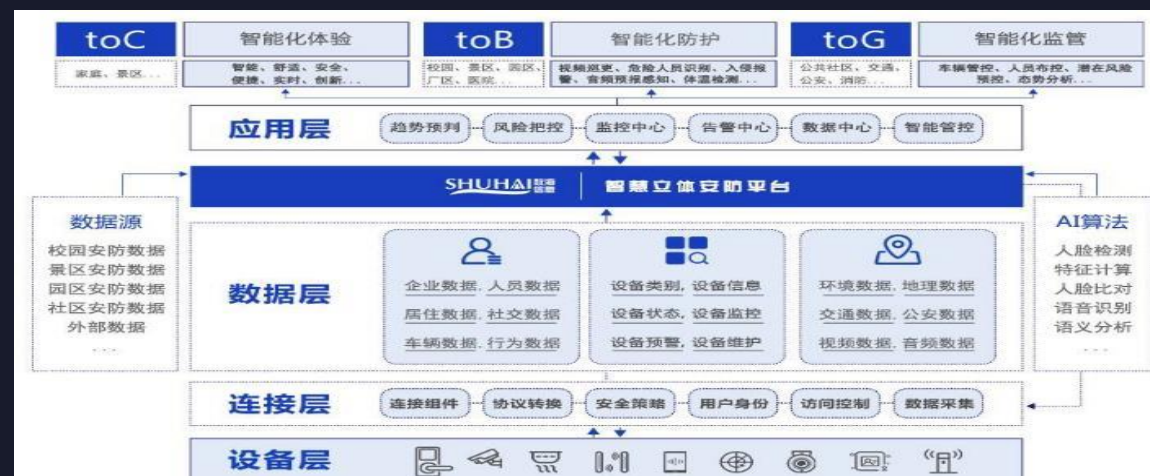 toC
智能化体验
toB
智能化防护
toG
智能化监管
家庭、景区...
智能、舒适、安全、
便捷、实时、创新...
校园、景区、园区、
厂区、医院...
视频巡更、危险人员识别、入侵报
警、音频预报感知、体温检测...
公共社区、交通、
公安、消防...
车辆管控、人员布控、潜在风险
预控、态势分析...
应用层
趋势预判
风险把控
监控中心
告警中心
数据中心
智能管控
SHUHAI数海信息
智慧立体安防平台
数据源
校园安防数据
景区安防数据
园区安防数据
社区安防数据
外部数据
...
数据层
企业数据, 人员数据
居住数据, 社交数据
车辆数据, 行为数据
设备类别, 设备信息
设备状态, 设备监控
设备预警, 设备维护
环境数据, 地理数据
交通数据, 公安数据
视频数据, 音频数据
AI算法
人脸检测
特征计算
人脸比对
语音识别
语义分析
...
连接层
连接组件
协议转换
安全策略
用户身份
访问控制
数据采集
设备层